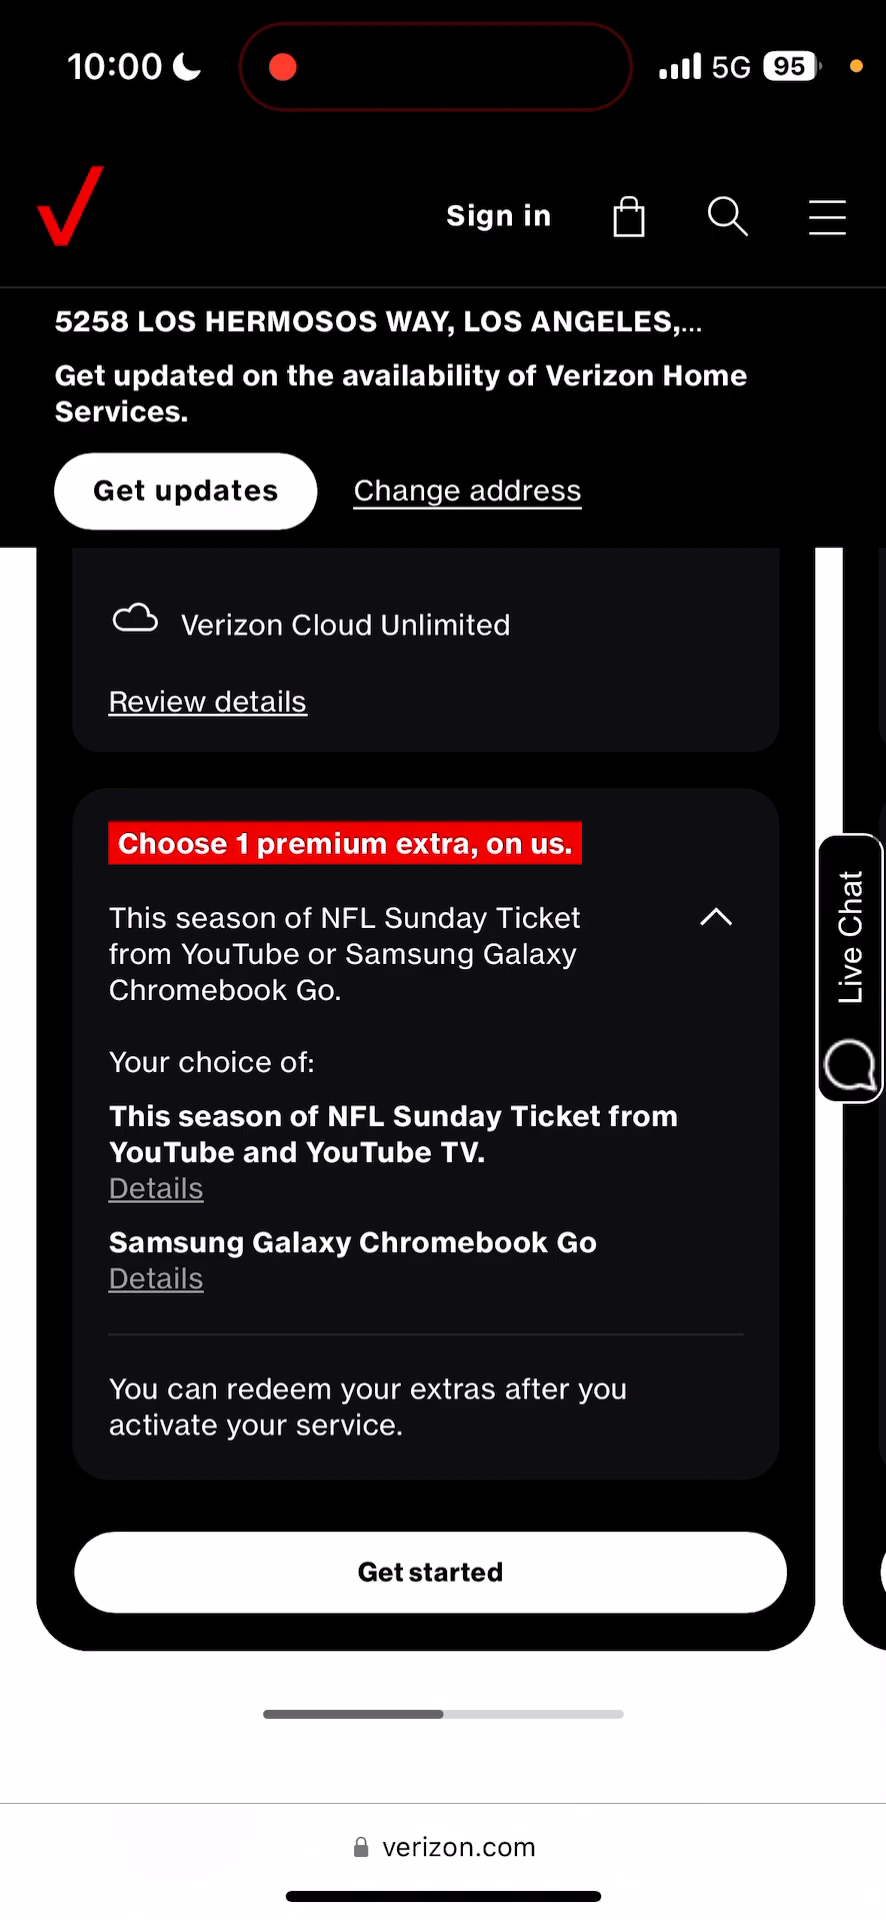 10:00
5G
95
Sign in
5258 LOS HERMOSOS WAY, LOS ANGELES,...
Get updated on the availability of Verizon Home
Services.
Get updates
Change address
Verizon Cloud Unlimited
Review details
Choose 1 premium extra, on us.
This season of NFL Sunday Ticket
from YouTube or Samsung Galaxy
Chromebook Go.
Live Chat
Your choice of:
This season of NFL Sunday Ticket from
YouTube and YouTube TV.
Details
Samsung Galaxy Chromebook Go
Details
You can redeem your extras after you
activate your service.
Get started
verizon.com